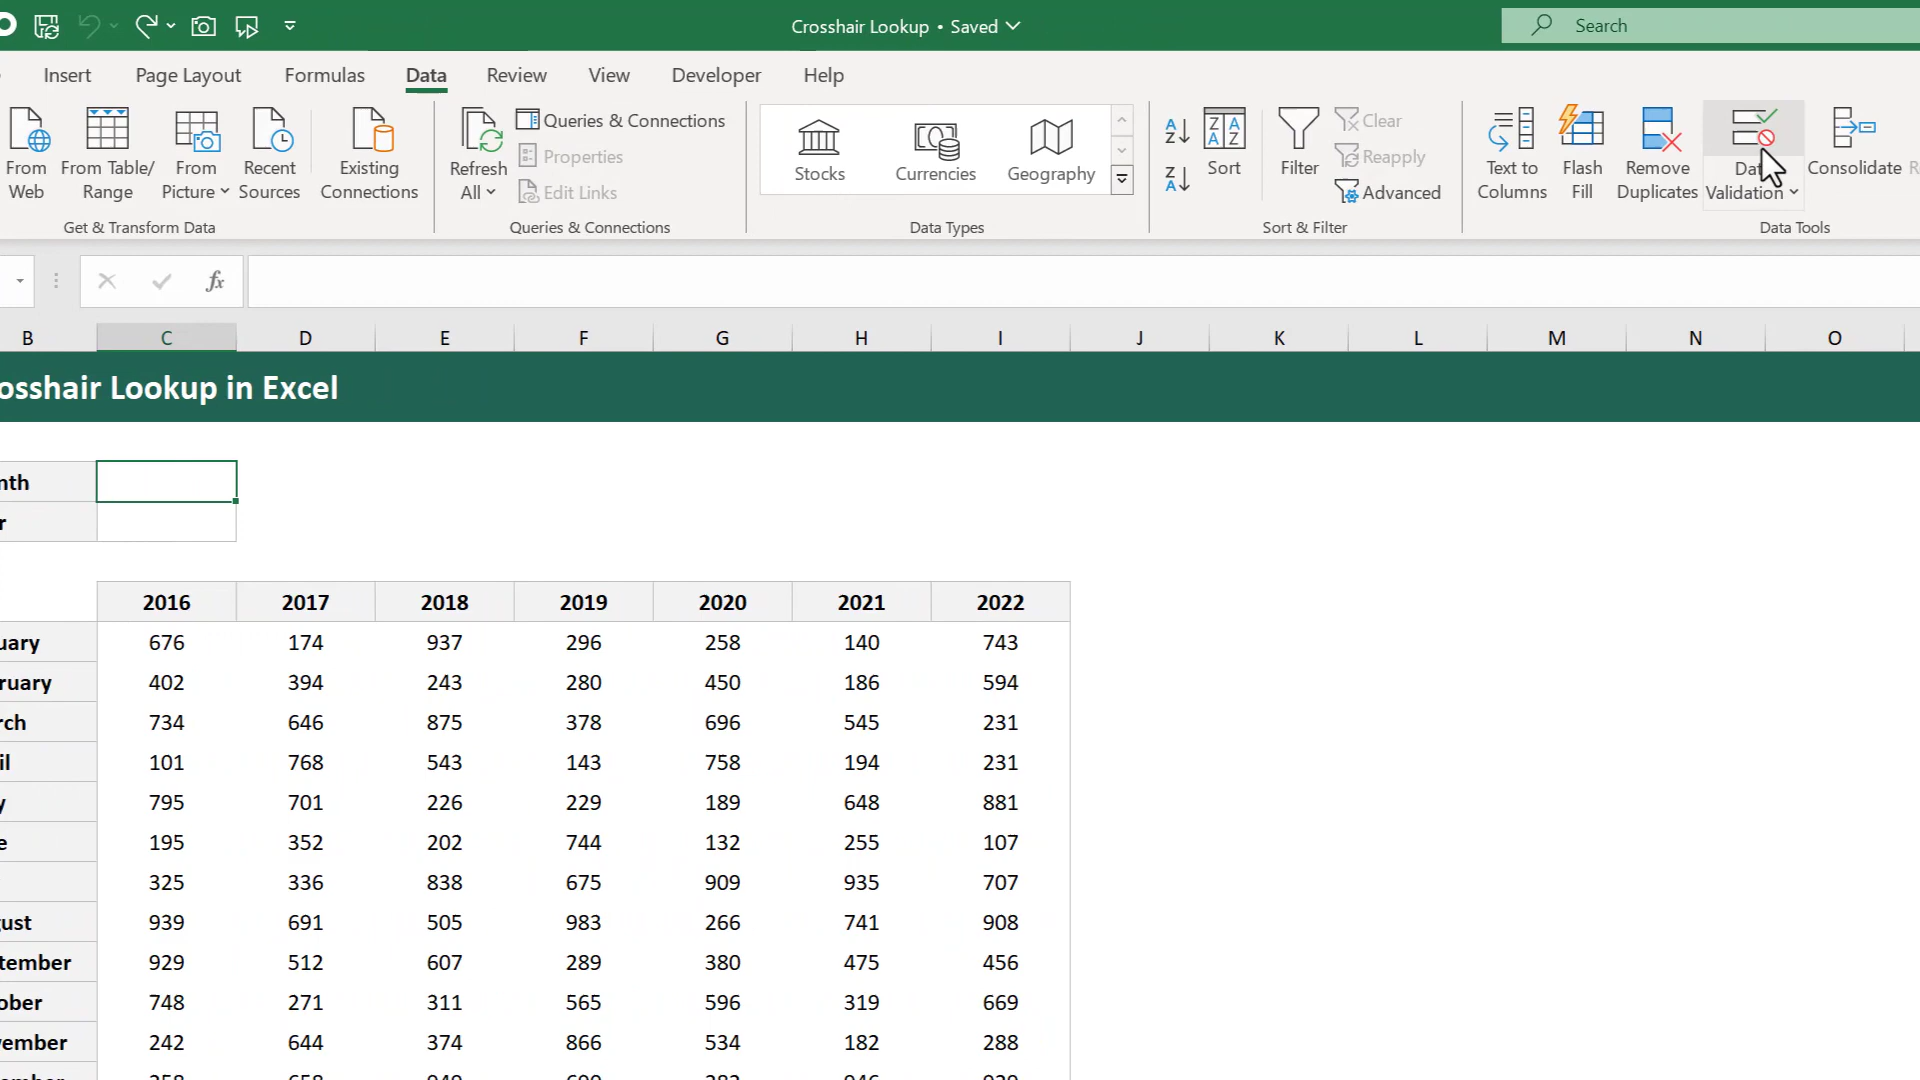 Crosshair Lookup • Saved
Search
Insert Page Layout Formulas Data Review View Developer Help
From Web
From Table/ Range
From Picture
Recent Sources
Existing Connections
Get & Transform Data
Refresh All
Queries & Connections
Properties
Edit Links
Queries & Connections
Stocks
Currencies
Geography
Data Types
Sort
Filter
Clear
Reapply
Advanced
Sort & Filter
Text to Columns
Flash Fill
Remove Duplicates
Dat Validation
Consolidate
R
Data Tools
fx
B C D E F G H I J K L M N O
osshair Lookup in Excel
nth
r
2016 2017 2018 2019 2020 2021 2022
uary 676 174 937 296 258 140 743
ruary 402 394 243 280 450 186 594
rch 734 646 875 378 696 545 231
il 101 768 543 143 758 194 231
y 795 701 226 229 189 648 881
e 195 352 202 744 132 255 107
325 336 838 675 909 935 707
ust 939 691 505 983 266 741 908
tember 929 512 607 289 380 475 456
ober 748 271 311 565 596 319 669
vember 242 644 374 866 534 182 288